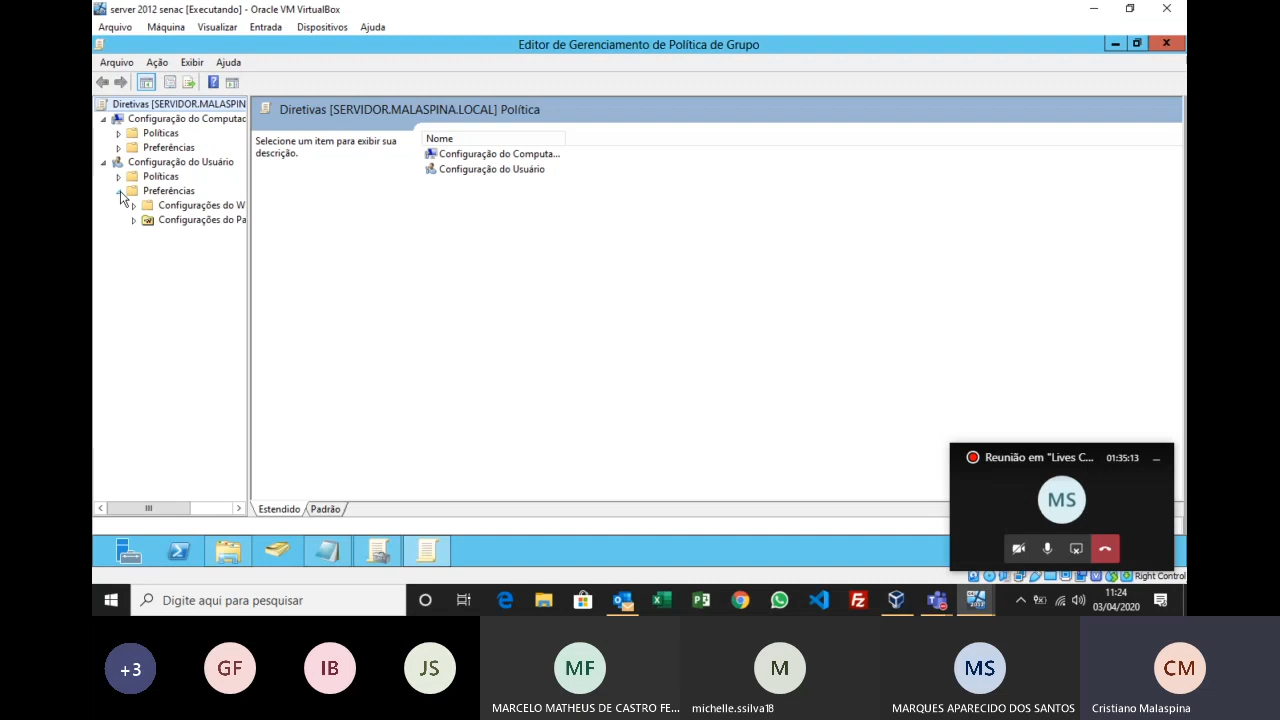 server 2012 senac [Executando] - Oracle VM VirtualBox
Arquivo Máquina Visualizar Entrada Dispositivos Ajuda
Editor de Gerenciamento de Política de Grupo
Arquivo Ação Exibir Ajuda
Diretivas [SERVIDOR.MALASPIN
Configuração do Computac
Políticas
Preferências
Configuração do Usuário
Políticas
Preferências
Configurações do W
Configurações do Pa
Diretivas [SERVIDOR.MALASPINA.LOCAL] Política
Selecione um item para exibir sua
descrição.
Nome
Configuração do Computa...
Configuração do Usuário
Estendido Padrão
Reunião em "Lives C... 01:35:13
MS
Right Control
Digite aqui para pesquisar
11:24
03/04/2020
+3 GF IB JS MF M MS CM
MARCELO MATHEUS DE CASTRO FE... michelle.ssilva18 MARQUES APARECIDO DOS SANTOS Cristiano Malaspina